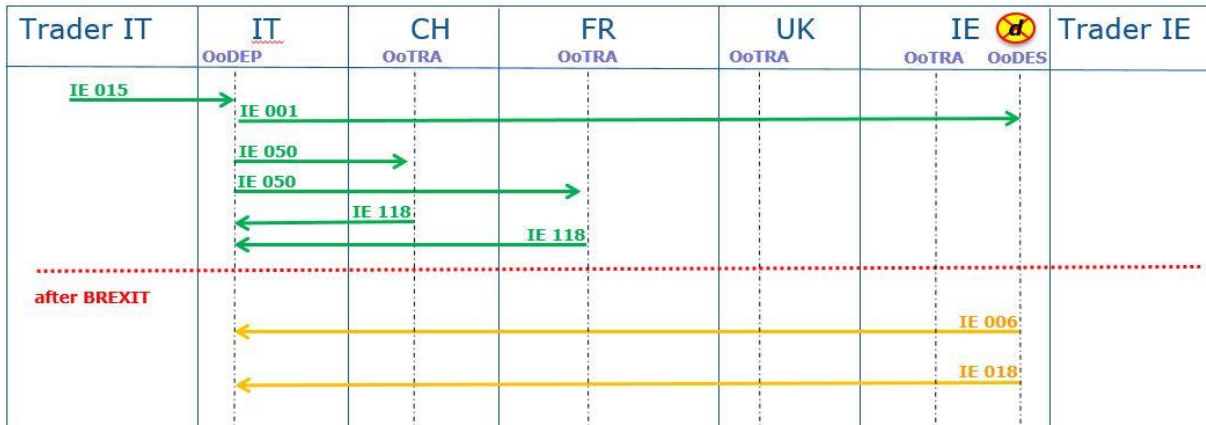 Trader IT IT CH FR UK IE d Trader IE
OoDEP OoTRA OoTRA OoTRA OoTRA OoDES
IE 015
IE 001
IE 050
IE 050
IE 118
IE 118
after BREXIT
IE 006
IE 018